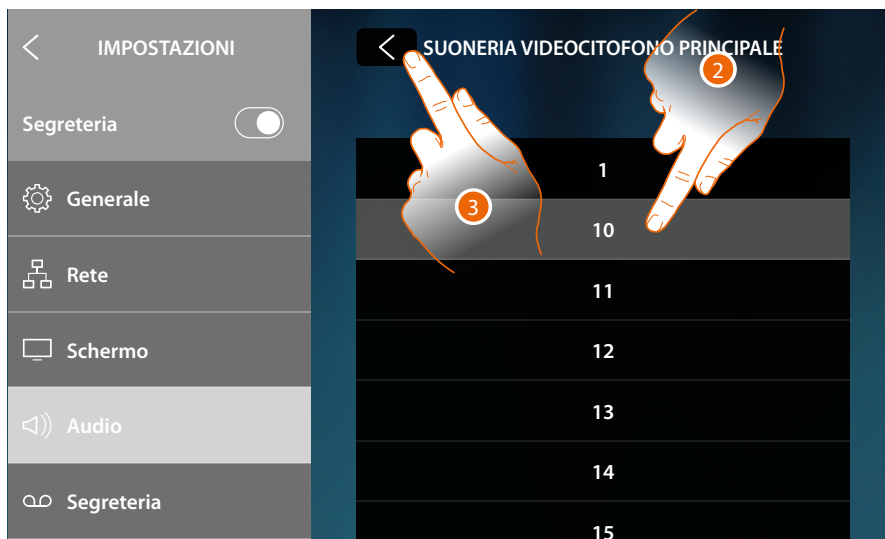 IMPOSTAZIONI
Segreteria
Generale
Rete
Schermo
Audio
Segreteria
SUONERIA VIDEOCITOFONO PRINCIPALE
2
3
1
10
11
12
13
14
15